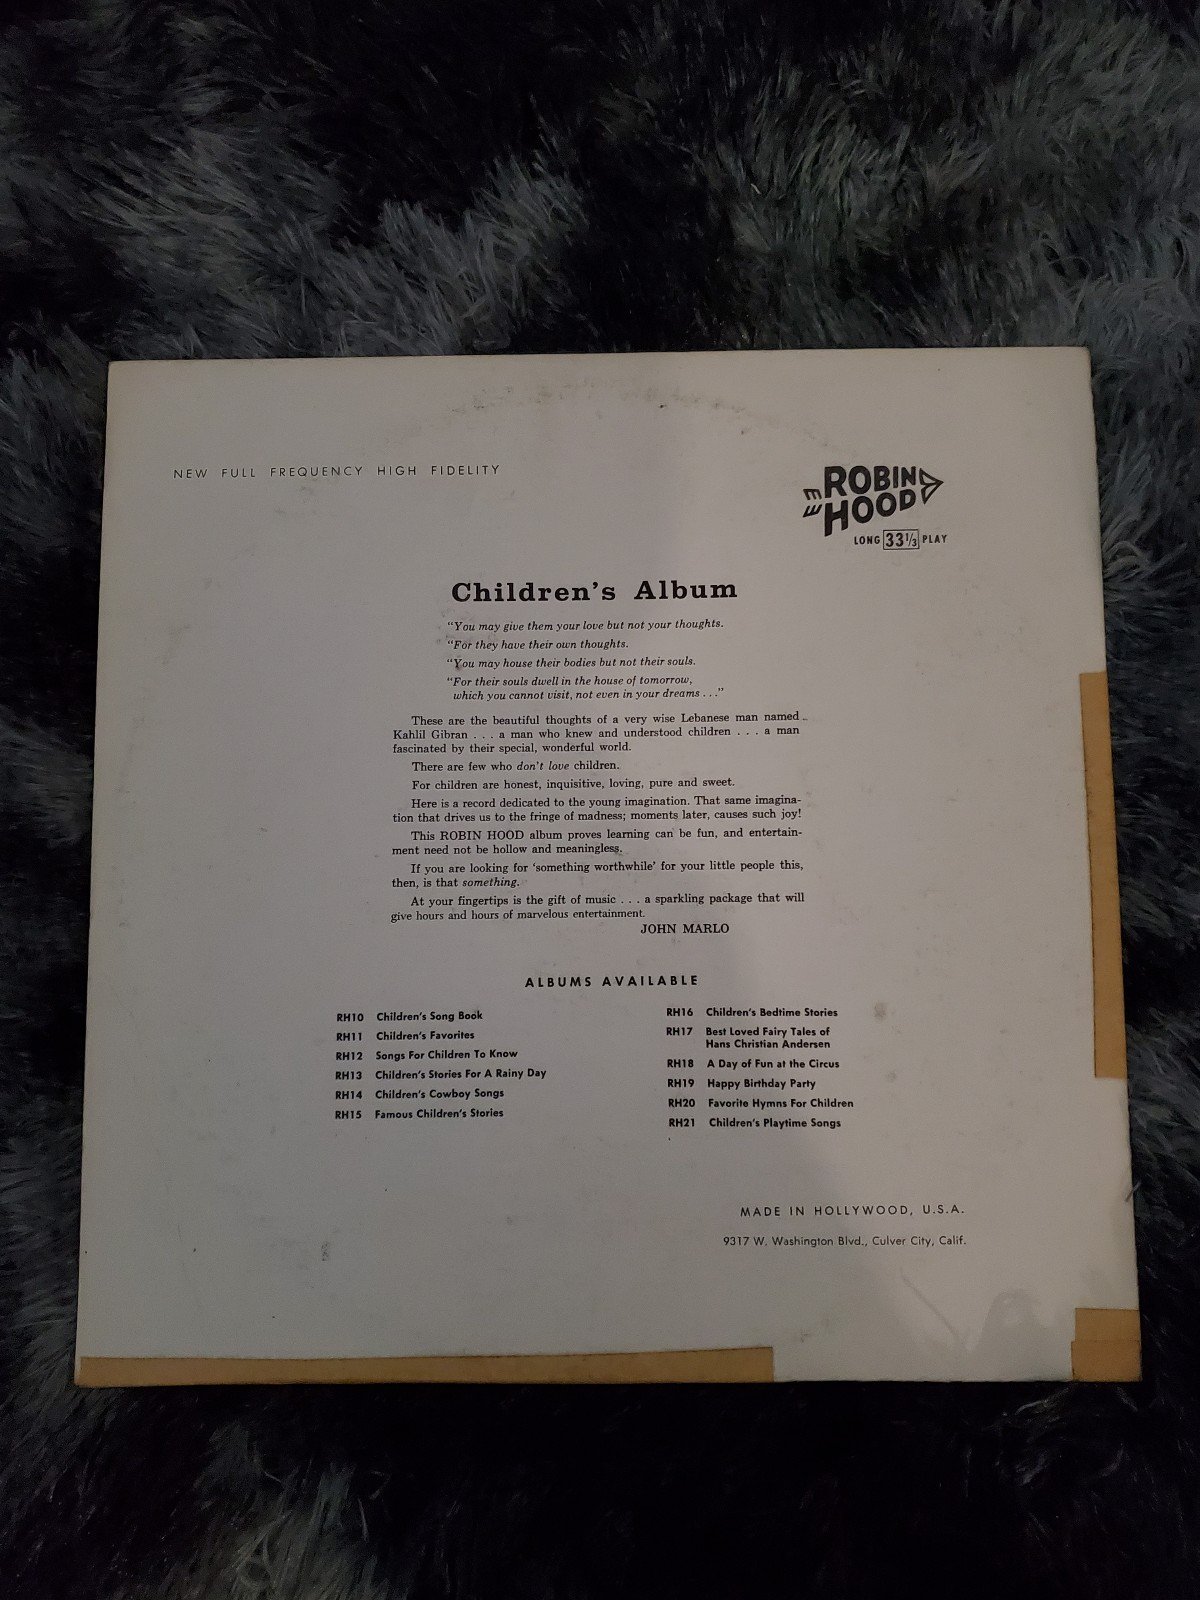 NEW FULL FREQUENCY HIGH FIDELITY
ROBIN
HOOD
LONG 33⅓ PLAY
Children's Album
"You may give them your love but not your thoughts.
"For they have their own thoughts.
"You may house their bodies but not their souls.
"For their souls dwell in the house of tomorrow,
which you cannot visit, not even in your dreams . . ."
These are the beautiful thoughts of a very wise Lebanese man named
Kahlil Gibran . . . a man who knew and understood children . . . a man
fascinated by their special, wonderful world.
There are few who don't love children.
For children are honest, inquisitive, loving, pure and sweet.
Here is a record dedicated to the young imagination. That same imagina-
tion that drives us to the fringe of madness; moments later, causes such joy!
This ROBIN HOOD album proves learning can be fun, and entertain-
ment need not be hollow and meaningless.
If you are looking for 'something worthwhile' for your little people this,
then, is that something.
At your fingertips is the gift of music . . . a sparkling package that will
give hours and hours of marvelous entertainment.
JOHN MARLO
ALBUMS AVAILABLE
RH10 Children's Song Book
RH11 Children's Favorites
RH12 Songs For Children To Know
RH13 Children's Stories For A Rainy Day
RH14 Children's Cowboy Songs
RH15 Famous Children's Stories
RH16 Children's Bedtime Stories
RH17 Best Loved Fairy Tales of
Hans Christian Andersen
RH18 A Day of Fun at the Circus
RH19 Happy Birthday Party
RH20 Favorite Hymns For Children
RH21 Children's Playtime Songs
MADE IN HOLLYWOOD, U.S.A.
9317 W. Washington Blvd., Culver City, Calif.